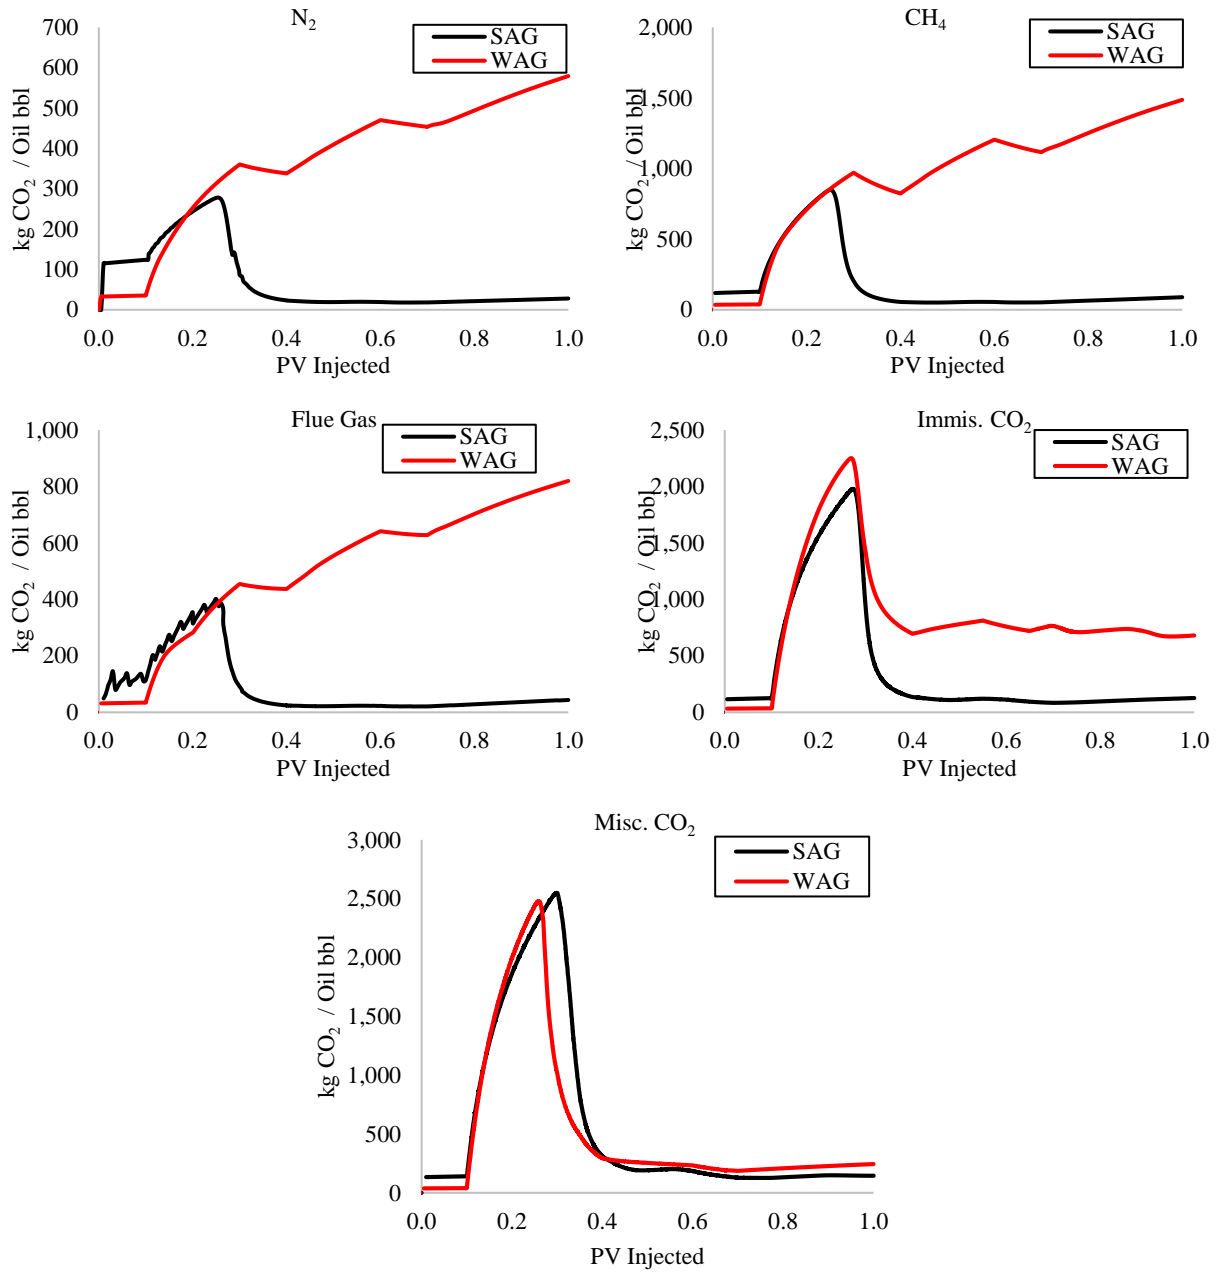 N₂
700
600
500
400
300
200
100
0
kg CO₂ / Oil bbl
SAG
WAG
0.0 0.2 0.4 0.6 0.8 1.0
PV Injected
CH₄
2,000
1,500
1,000
500
0
kg CO₂ / Oil bbl
SAG
WAG
0.0 0.2 0.4 0.6 0.8 1.0
PV Injected
Flue Gas
1,000
800
600
400
200
0
kg CO₂ / Oil bbl
SAG
WAG
0.0 0.2 0.4 0.6 0.8 1.0
PV Injected
Immis. CO₂
2,500
2,000
1,500
1,000
500
0
kg CO₂ / Oil bbl
SAG
WAG
0.0 0.2 0.4 0.6 0.8 1.0
PV Injected
Misc. CO₂
3,000
2,500
2,000
1,500
1,000
500
0
kg CO₂ / Oil bbl
SAG
WAG
0.0 0.2 0.4 0.6 0.8 1.0
PV Injected